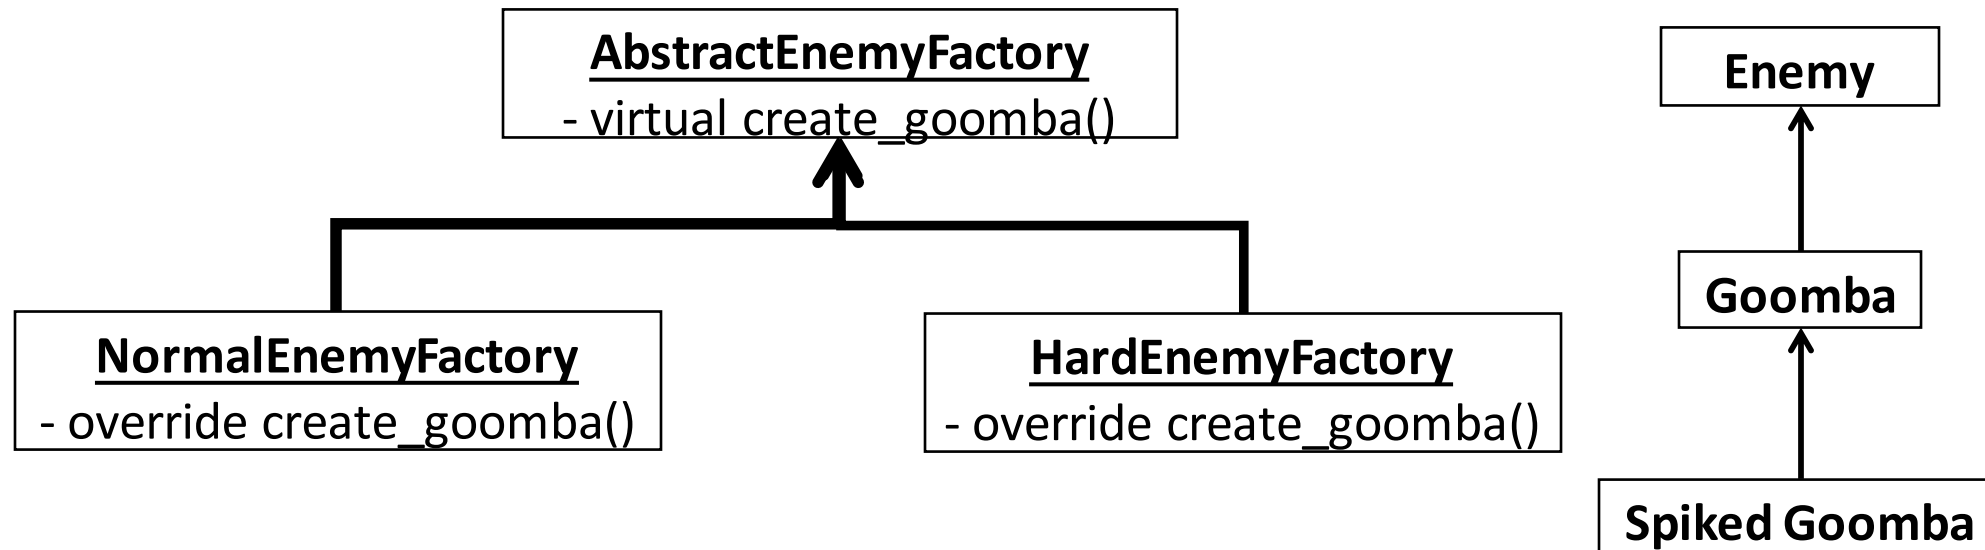 AbstractEnemyFactory
- virtual create_goomba()
Enemy
Goomba
NormalEnemyFactory
- override create_goomba()
HardEnemyFactory
- override create_goomba()
Spiked Goomba